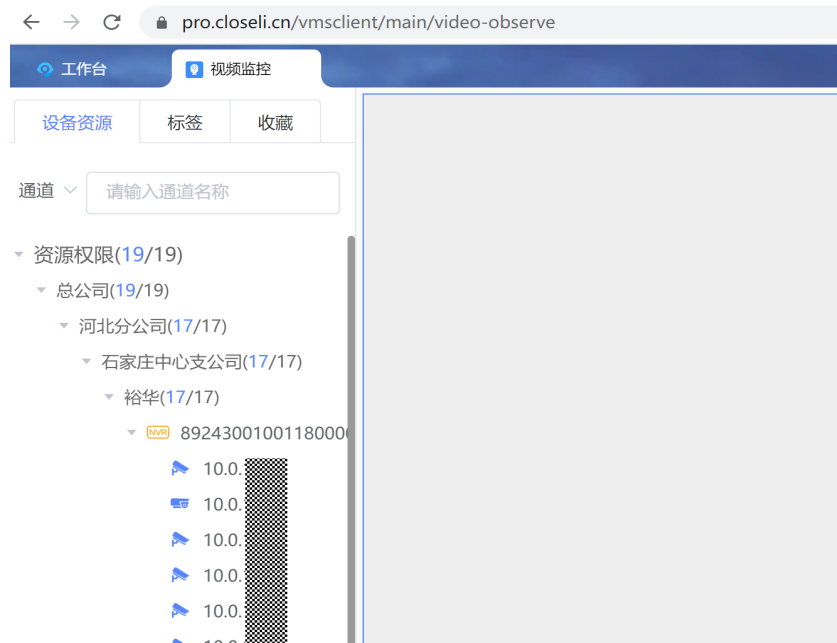 pro.closeli.cn/vmsclient/main/video-observe
工作台 视频监控
设备资源 标签 收藏
通道 请输入通道名称
资源权限(19/19)
总公司(19/19)
河北分公司(17/17)
石家庄中心支公司(17/17)
裕华(17/17)
NVR 8924300100118000
10.0.
10.0.
10.0.
10.0.
10.0.